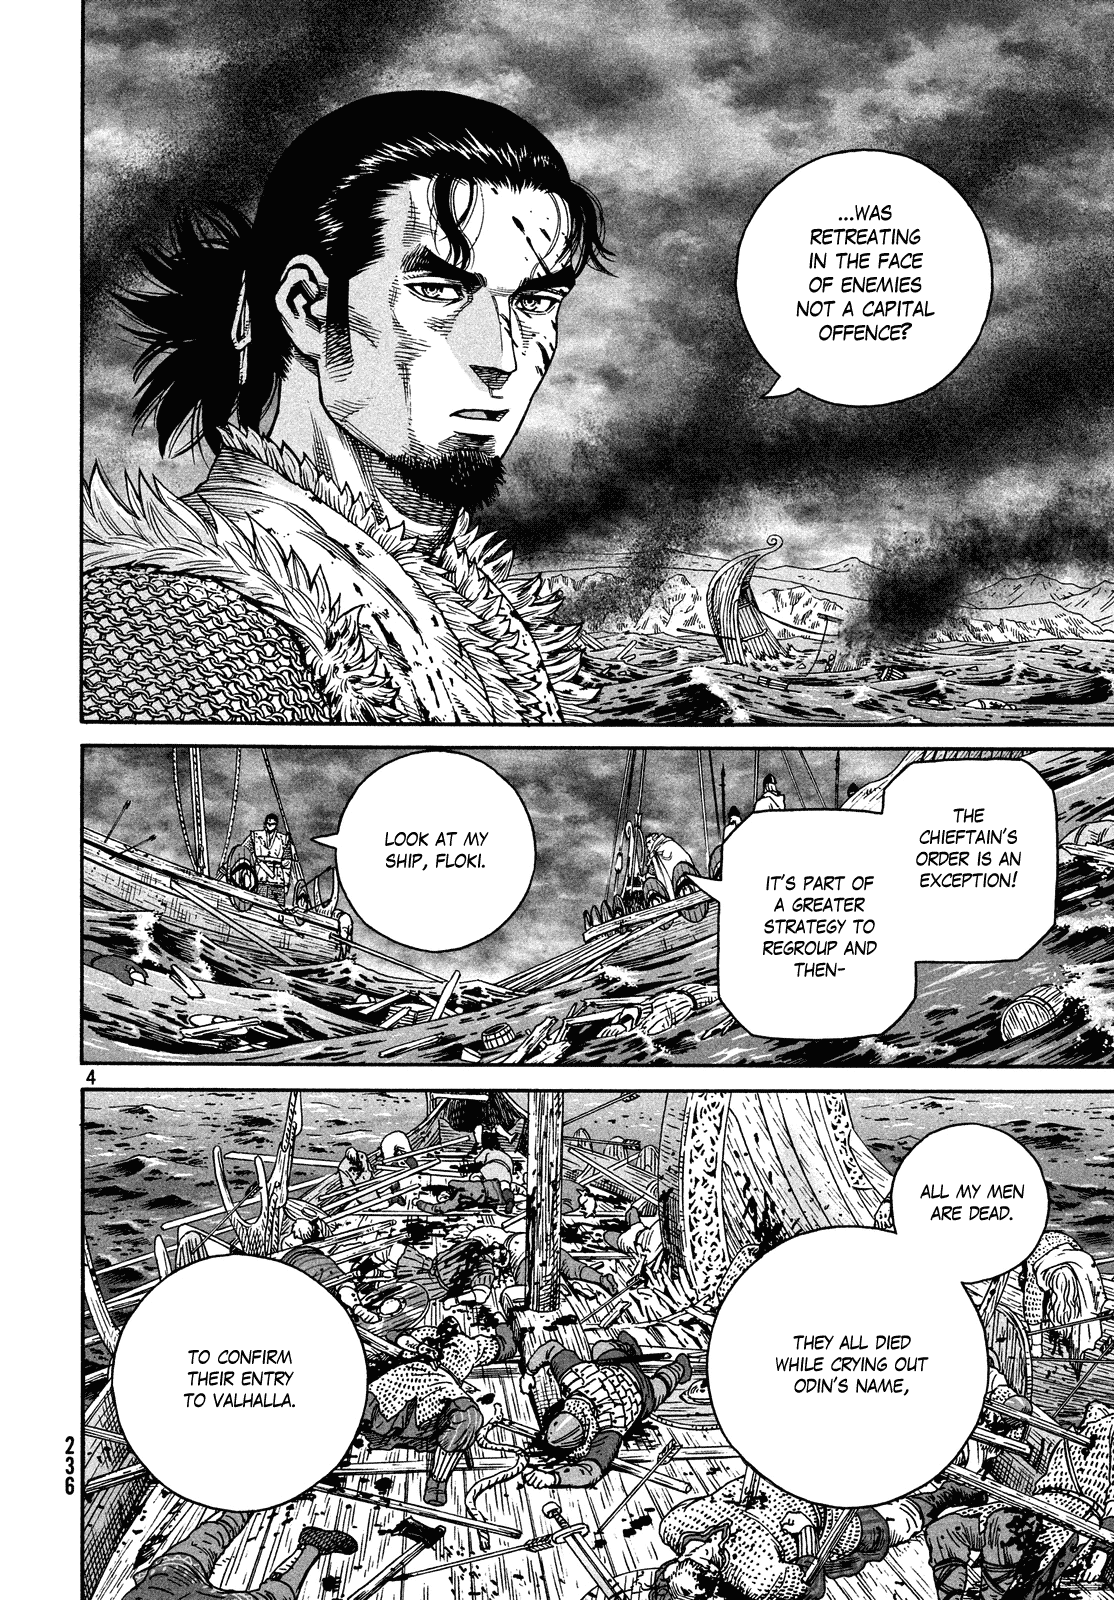 ...WAS
RETREATING
IN THE FACE
OF ENEMIES
NOT A CAPITAL
OFFENCE?
THE
CHIEFTAIN'S
ORDER IS AN
EXCEPTION!
IT'S PART OF
A GREATER
STRATEGY TO
REGROUP AND
THEN-
LOOK AT MY
SHIP, FLOKI.
4
ALL MY MEN
ARE DEAD.
THEY ALL DIED
WHILE CRYING OUT
ODIN'S NAME,
TO CONFIRM
THEIR ENTRY
TO VALHALLA.
236